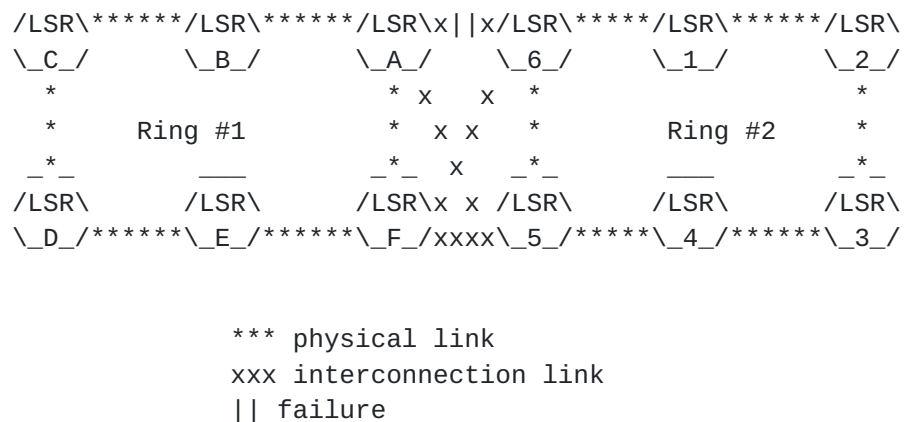 /LSR\******/LSR\******/LSR\x||x/LSR\*****/LSR\******/LSR\
\_C_/      \_B_/      \_A_/    \_6_/     \_1_/      \_2_/
  *                     * x   x  *                    *
  *     Ring #1         *  x x   *        Ring #2     *
 _*_        ___        _*_  x   _*_       ___        _*_
/LSR\      /LSR\      /LSR\x x /LSR\     /LSR\      /LSR\
\_D_/******\_E_/******\_F_/xxxx\_5_/*****\_4_/******\_3_/
*** physical link
xxx interconnection link
|| failure